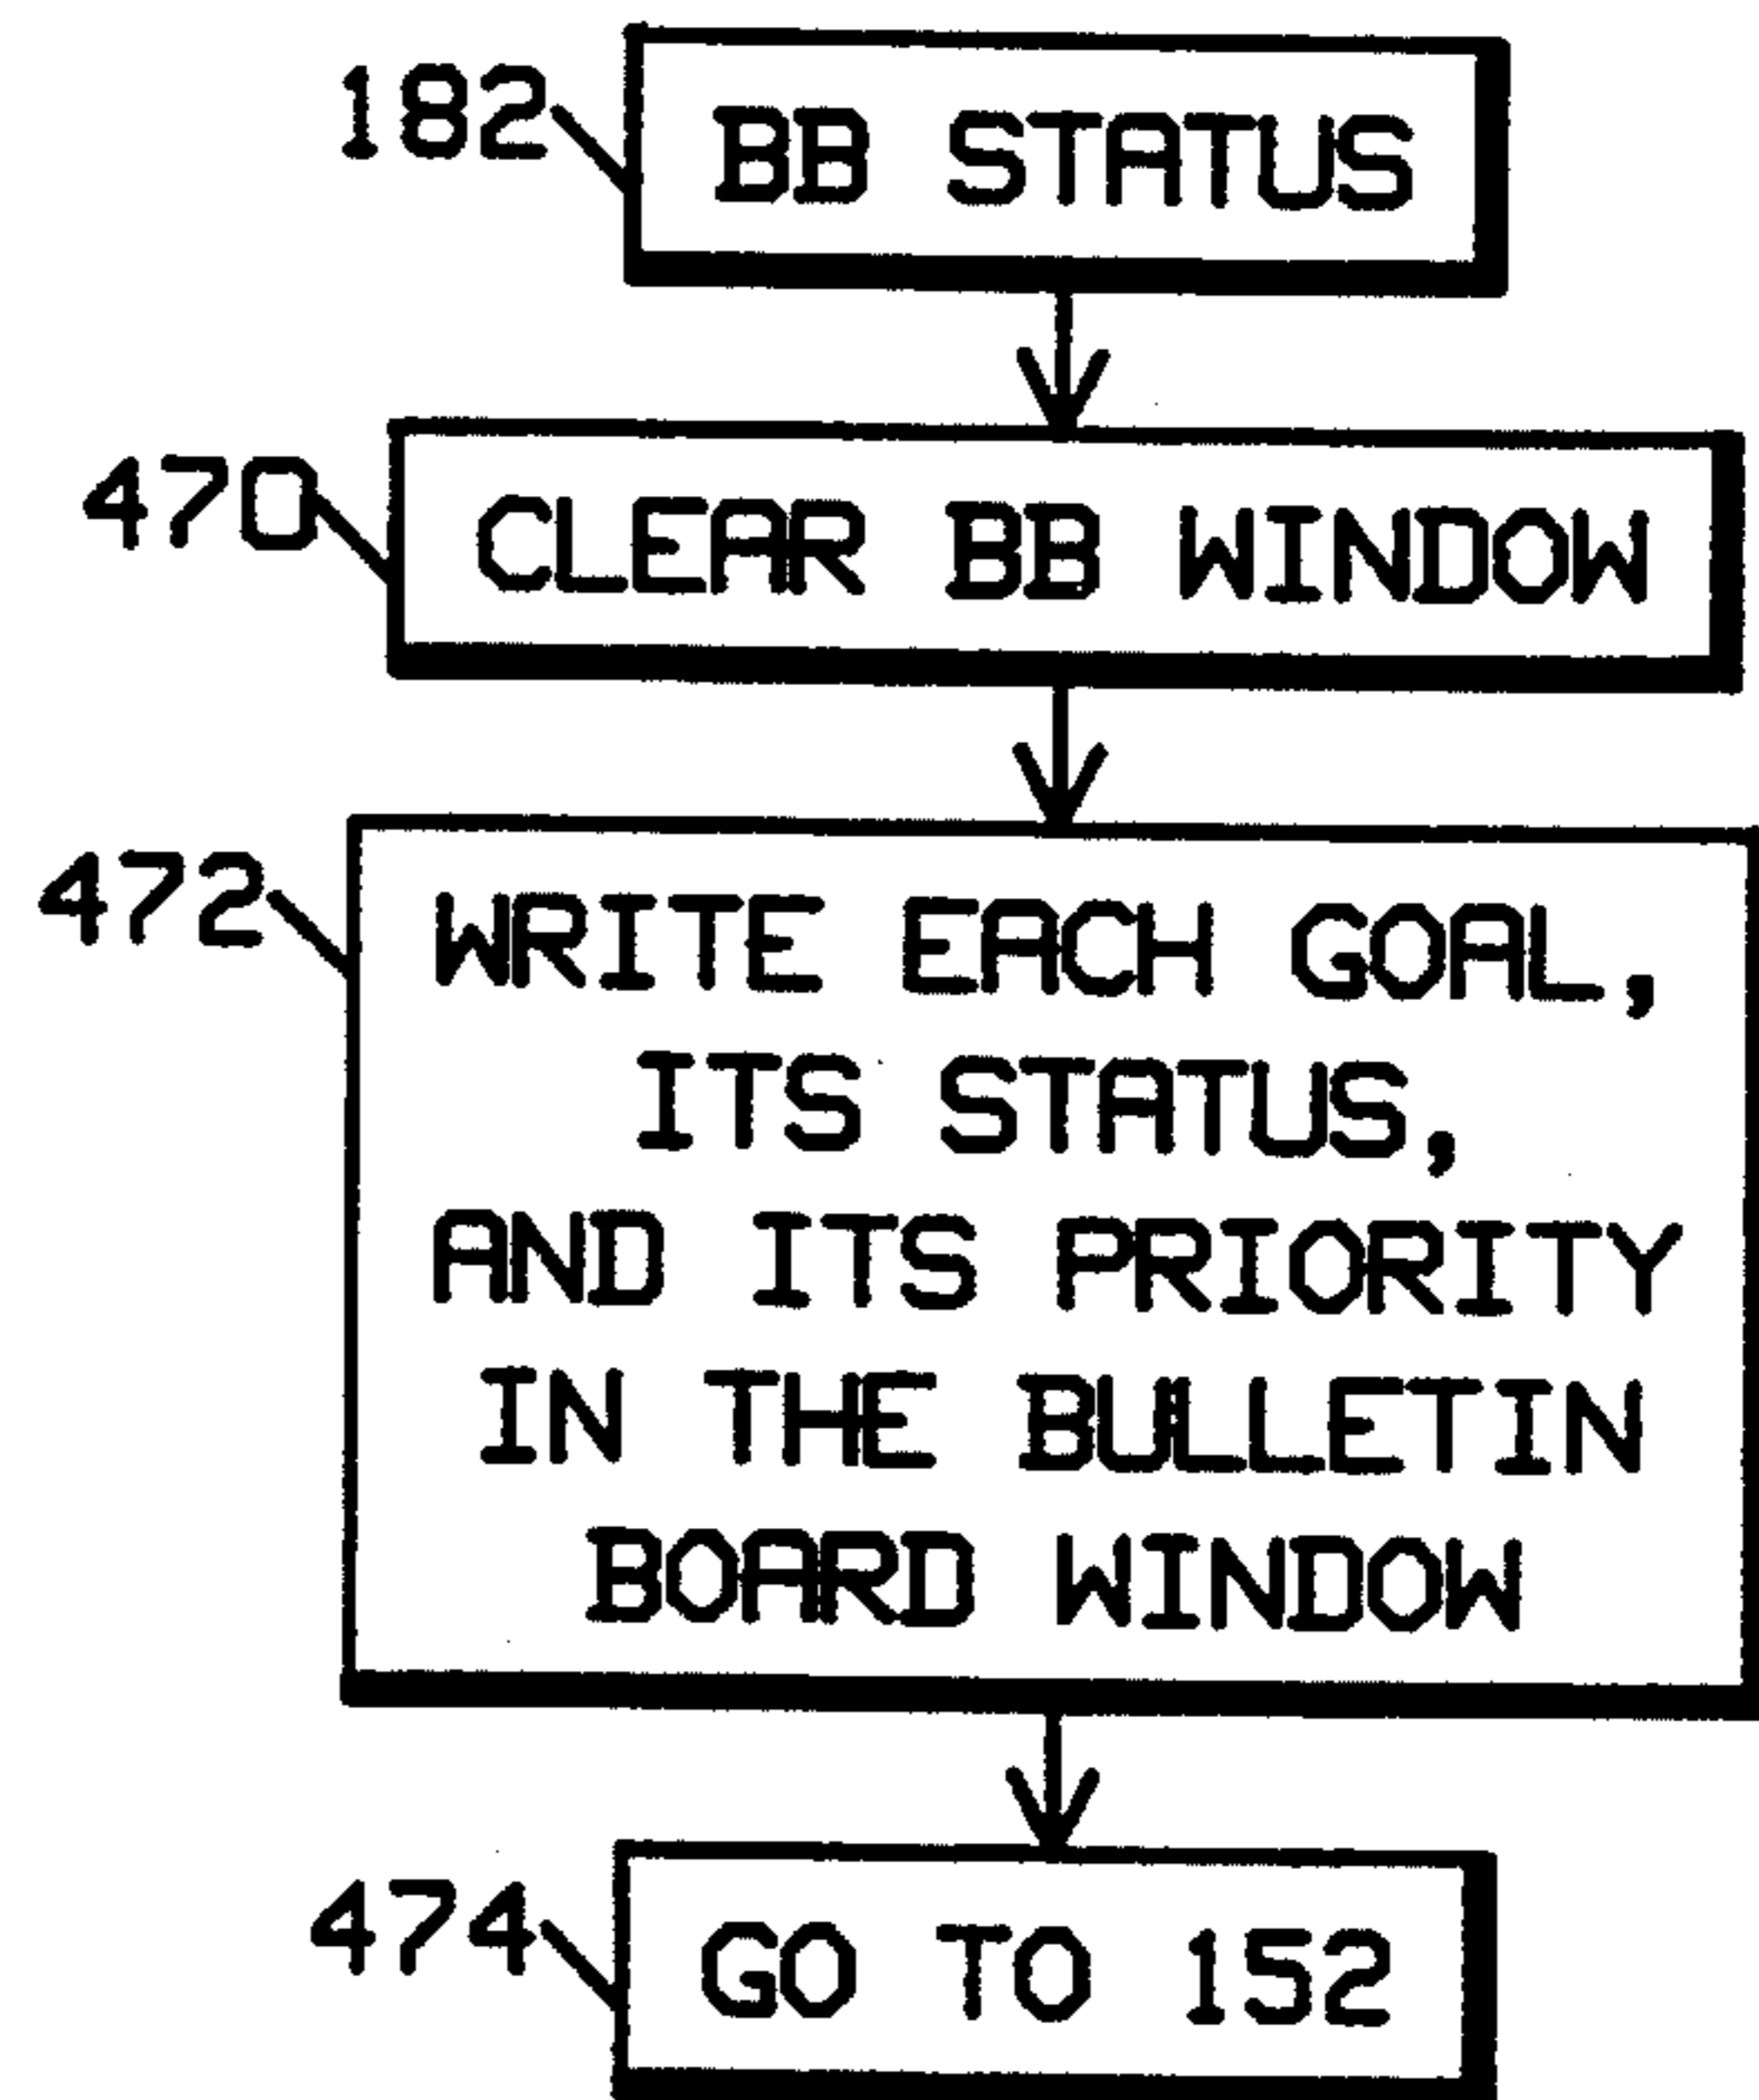 182
BB STATUS
470
CLEAR BB WINDOW
472
WRITE EACH GOAL,
ITS STATUS,
AND ITS PRIORITY
IN THE BULLETIN
BOARD WINDOW
474
GO TO 152